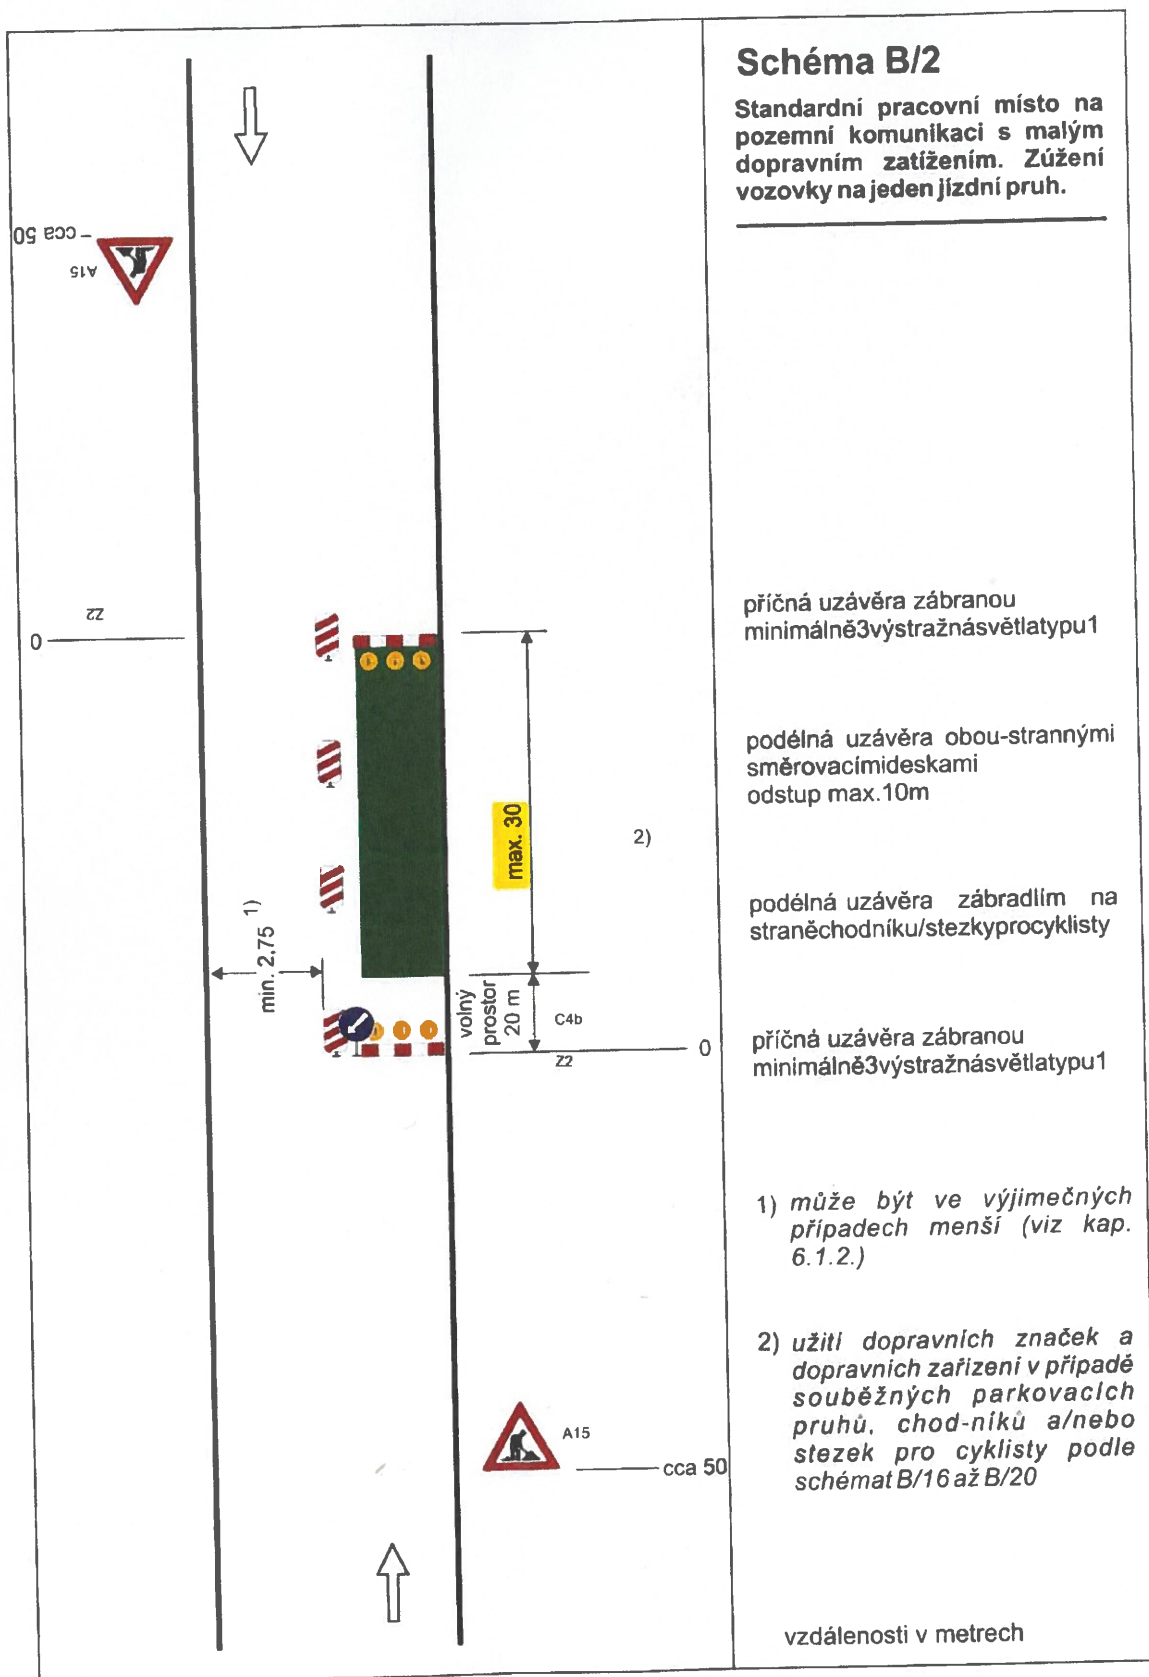 Schéma B/2
Standardní pracovní místo na
pozemní komunikaci s malým
dopravním zatížením. Zúžení
vozovky na jeden jízdní pruh.
cca 50
A15
0
Z2
příčná uzávěra zábranou
minimálně3výstražnásvětlatypu1
podélná uzávěra obou-strannými
směrovacímideskami
odstup max.10m
max. 30
2)
podélná uzávěra zábradlím na
straněchodníku/stezkyprocyklisty
min. 2,75 1)
volný
prostor
20 m
C4b
Z2
0
příčná uzávěra zábranou
minimálně3výstražnásvětlatypu1
1) může být ve výjimečných
případech menší (viz kap.
6.1.2.)
2) užití dopravních značek a
dopravních zařízení v případě
souběžných parkovacích
pruhů, chod-níků a/nebo
stezek pro cyklisty podle
schémat B/16 až B/20
A15
cca 50
vzdálenosti v metrech